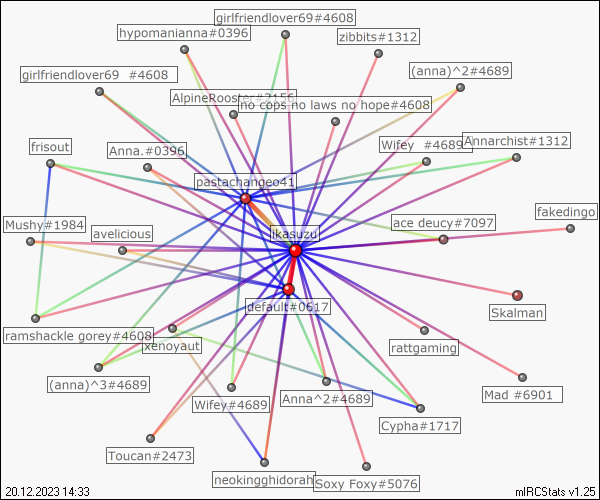 girlfriendlover69#4608
hypomanianna#0396
zibbits#1312
girlfriendlover69 #4608
(anna)^2#4689
AlpineRooster#2156
no cops no laws no hope#4608
frisout
Anna.#0396
Wifey #4689
Annarchist#1312
pastachangeo41
Mushy#1984
avelicious
ikasuzu
ace deucy#7097
fakedingo
default#0617
Skalman
ramshackle gorey#4608
xenoyaut
rattgaming
(anna)^3#4689
Wifey#4689
Anna^2#4689
Mad #6901
Cypha#1717
Toucan#2473
neokingghidorah
Soxy Foxy#5076
20.12.2023 14:33
mIRCStats v1.25